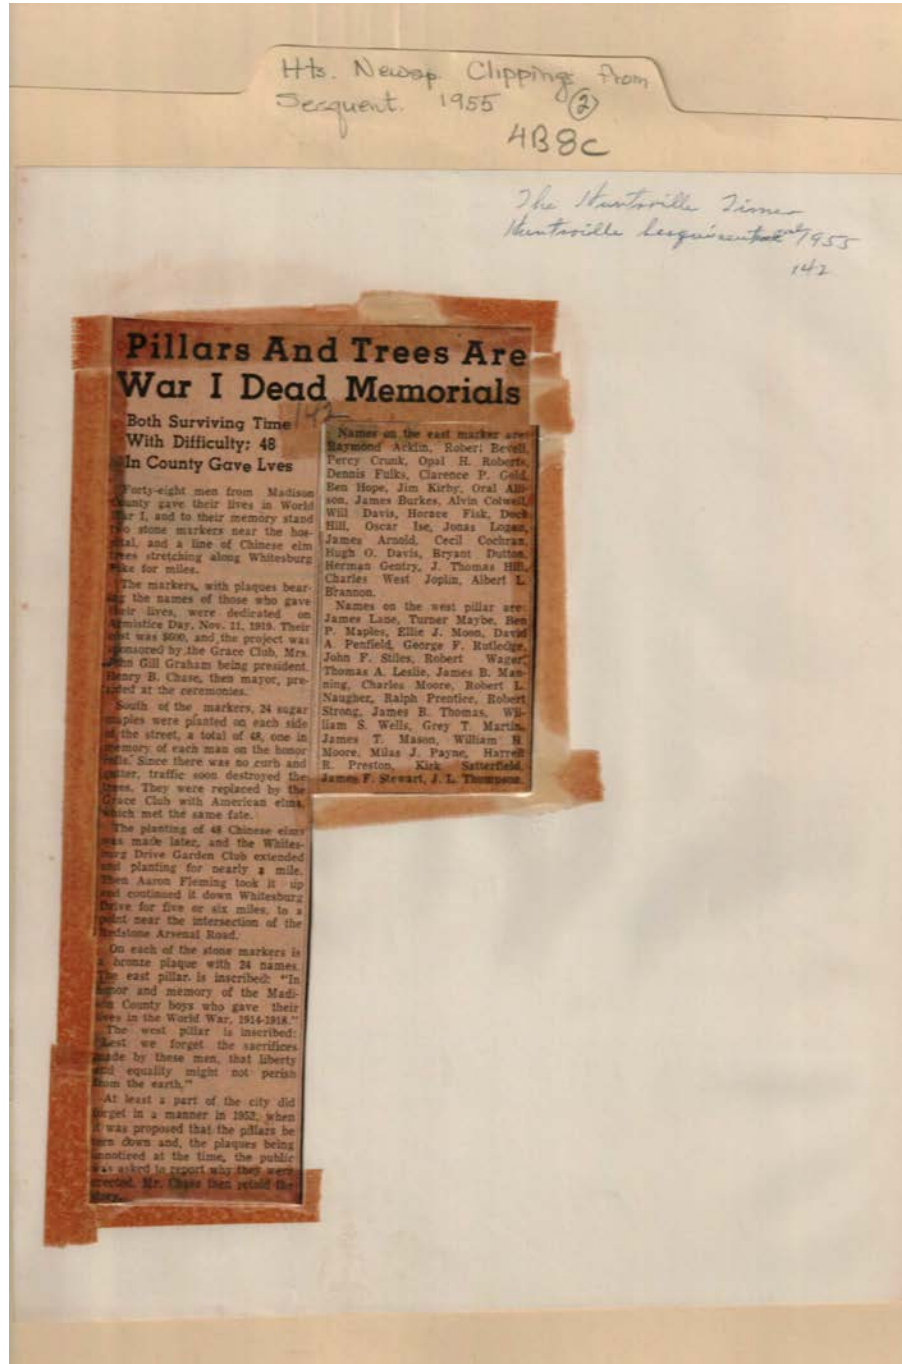 Hts. Newsp. Clippings from
Sesquent. 1955 2
4B8C
The Huntsville Times
Huntsville 1955
142
Pillars And Trees Are
War I Dead Memorials
142
Both Surviving Time
With Difficulty; 48
In County Gave Lves
Forty-eight men from Madison
County gave their lives in World
War I, and to their memory stand
two stone markers near the hos-
pital, and a line of Chinese elm
trees stretching along Whitesburg
Pike for miles.
The markers, with plaques bear-
ing the names of those who gave
their lives, were dedicated on
Armistice Day, Nov. 11, 1919. Their
cost was $600, and the project was
sponsored by the Grace Club, Mrs.
John Gill Graham being president.
Henry B. Chase, then mayor, pre-
sided at the ceremonies.
South of the markers, 24 sugar
maples were planted on each side
of the street, a total of 48, one in
memory of each man on the honor
rolls. Since there was no curb and
gutter, traffic soon destroyed the
trees. They were replaced by the
Grace Club with American elms,
which met the same fate.
The planting of 48 Chinese elms
was made later, and the Whites-
burg Drive Garden Club extended
and planting for nearly a mile.
Then Aaron Fleming took it up
and continued it down Whitesburg
Drive for five or six miles, to a
point near the intersection of the
Redstone Arsenal Road.
On each of the stone markers is
a bronze plaque with 24 names.
The east pillar is inscribed: "In
honor and memory of the Madi-
son County boys who gave their
lives in the World War, 1914-1918."
The west pillar is inscribed:
"Lest we forget the sacrifices
made by these men, that liberty
and equality might not perish
from the earth."
At least a part of the city did
forget in a manner in 1952, when
it was proposed that the pillars be
torn down and, the plaques being
unnoticed at the time, the public
was asked to report why they were
erected. Mr. Chase then retold the
story.
Names on the east marker are:
Raymond Acklin, Robert Bevell,
Percy Crunk, Opal H. Roberts,
Dennis Fulks, Clarence P. Gold,
Ben Hope, Jim Kirby, Oral Alli-
son, James Burkes, Alvin Colwell,
Will Davis, Horace Fisk, Dock
Hill, Oscar Ise, Jonas Logan,
James Arnold, Cecil Cochran,
Hugh O. Davis, Bryant Dutton,
Herman Gentry, J. Thomas Hill,
Charles West Joplin, Albert L.
Brannon.
Names on the west pillar are:
James Lane, Turner Maybe, Ben
P. Maples, Ellie J. Moon, David
A. Penfield, George F. Rutledge,
John F. Stiles, Robert Wager,
Thomas A. Leslie, James B. Man-
ning, Charles Moore, Robert L.
Naugher, Ralph Prentice, Robert
Strong, James B. Thomas, Wil-
liam S. Wells, Grey T. Martin,
James T. Mason, William H.
Moore, Milas J. Payne, Harrell
R. Preston, Kirk Satterfield,
James F. Stewart, J. L. Thompson.